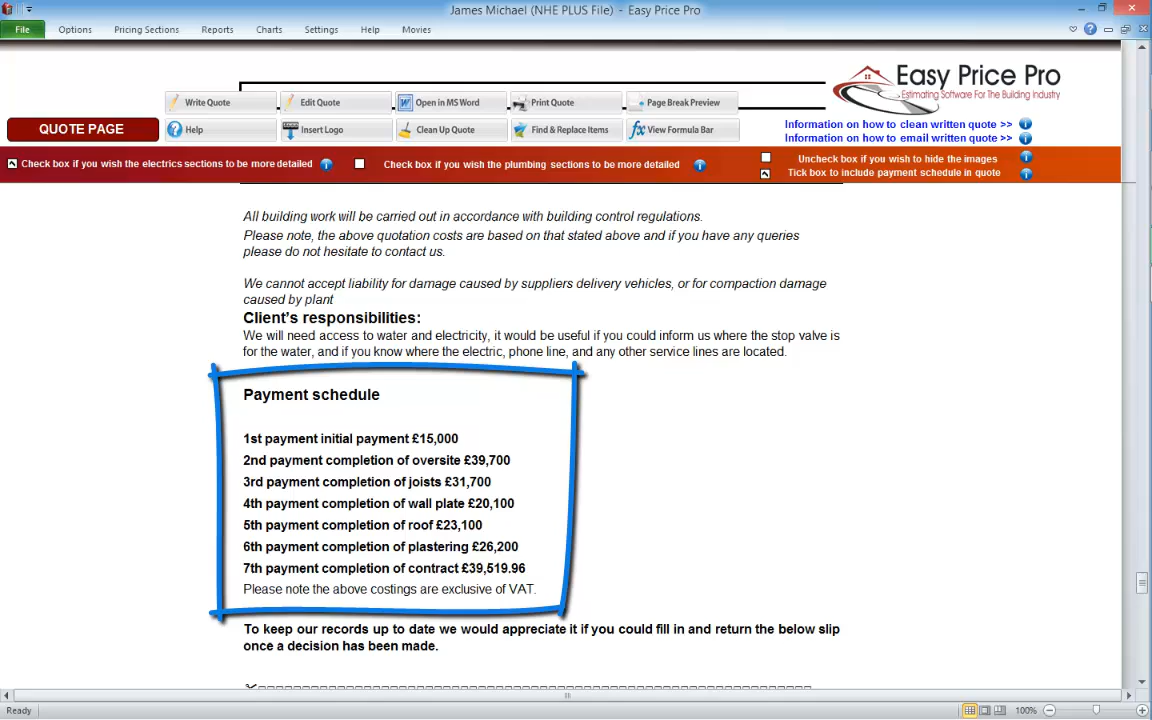 James Michael (NHE PLUS File) - Easy Price Pro
File Options Pricing Sections Reports Charts Settings Help Movies
Write Quote Edit Quote Open in MS Word Print Quote Page Break Preview
Easy Price Pro
Estimating Software For The Building Industry
QUOTE PAGE
Help Insert Logo Clean Up Quote Find & Replace Items View Formula Bar
Information on how to clean written quote >>
Information on how to email written quote >>
Check box if you wish the electrics sections to be more detailed
Check box if you wish the plumbing sections to be more detailed
Uncheck box if you wish to hide the images
Tick box to include payment schedule in quote
All building work will be carried out in accordance with building control regulations.
Please note, the above quotation costs are based on that stated above and if you have any queries
please do not hesitate to contact us.
We cannot accept liability for damage caused by suppliers delivery vehicles, or for compaction damage
caused by plant
Client's responsibilities:
We will need access to water and electricity, it would be useful if you could inform us where the stop valve is
for the water, and if you know where the electric, phone line, and any other service lines are located.
Payment schedule
1st payment initial payment £15,000
2nd payment completion of oversite £39,700
3rd payment completion of joists £31,700
4th payment completion of wall plate £20,100
5th payment completion of roof £23,100
6th payment completion of plastering £26,200
7th payment completion of contract £39,519.96
Please note the above costings are exclusive of VAT.
To keep our records up to date we would appreciate it if you could fill in and return the below slip
once a decision has been made.
Ready
100%